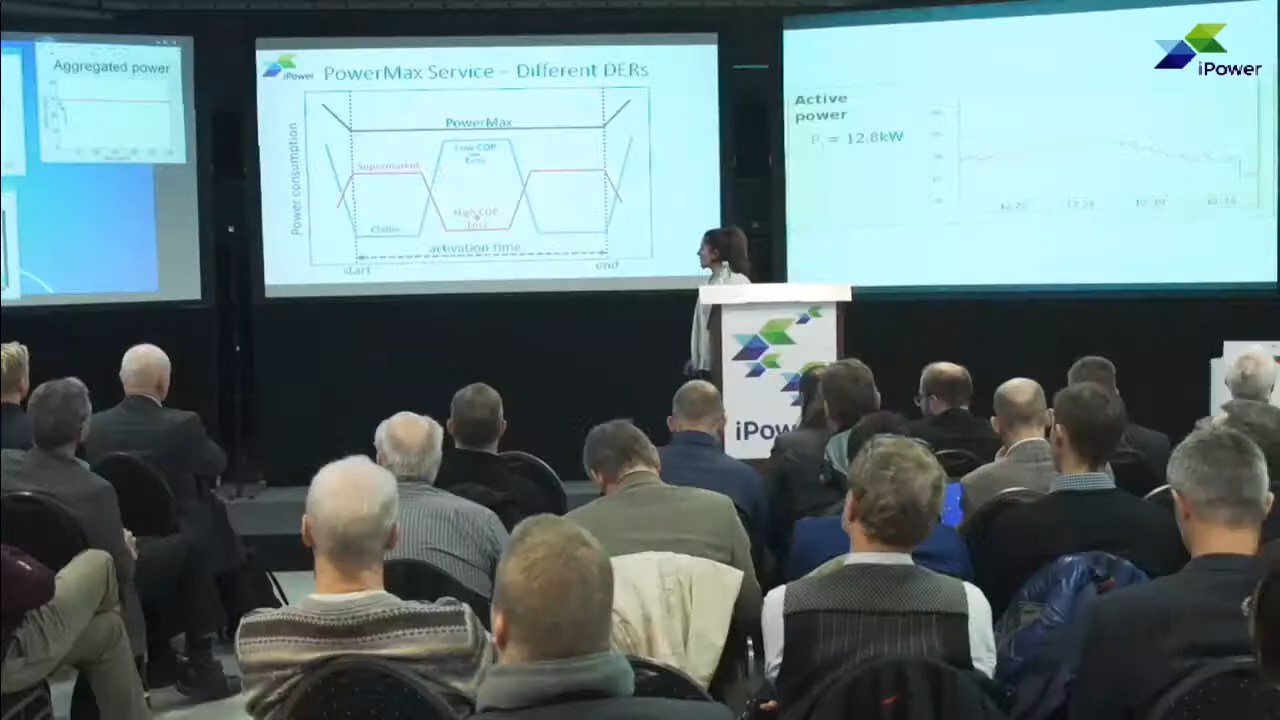 Aggregated power
iPower
PowerMax Service – Different DERs
Power consumption
PowerMax
Low COP
Supermarket
High COP
loss
Chiller
activation time
start
end
iPower
Active
power
= 12.8kW
iPow